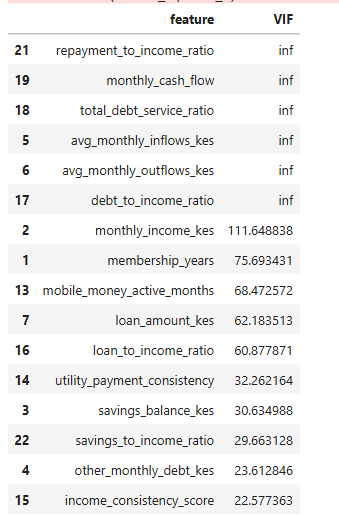 feature VIF
21 repayment_to_income_ratio inf
19 monthly_cash_flow inf
18 total_debt_service_ratio inf
5 avg_monthly_inflows_kes inf
6 avg_monthly_outflows_kes inf
17 debt_to_income_ratio inf
2 monthly_income_kes 111.648838
1 membership_years 75.693431
13 mobile_money_active_months 68.472572
7 loan_amount_kes 62.183513
16 loan_to_income_ratio 60.877871
14 utility_payment_consistency 32.262164
3 savings_balance_kes 30.634988
22 savings_to_income_ratio 29.663128
4 other_monthly_debt_kes 23.612846
15 income_consistency_score 22.577363